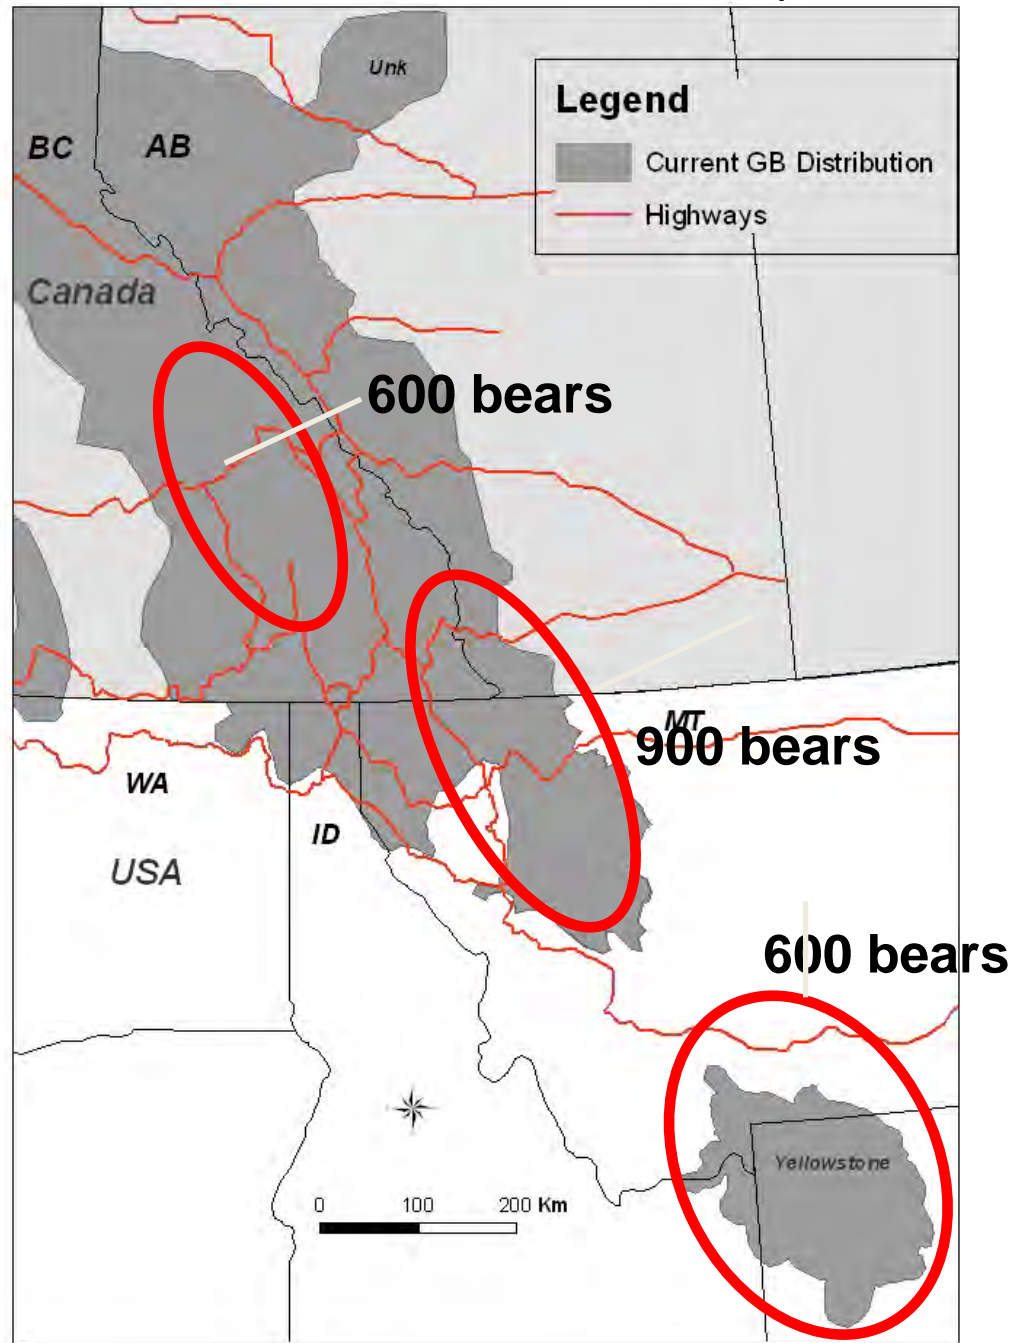 Unk
Legend
BC
AB
Current GB Distribution
Highways
Canada
600 bears
MT
900 bears
WA
ID
USA
600 bears
Yellowstone
0 100 200 Km